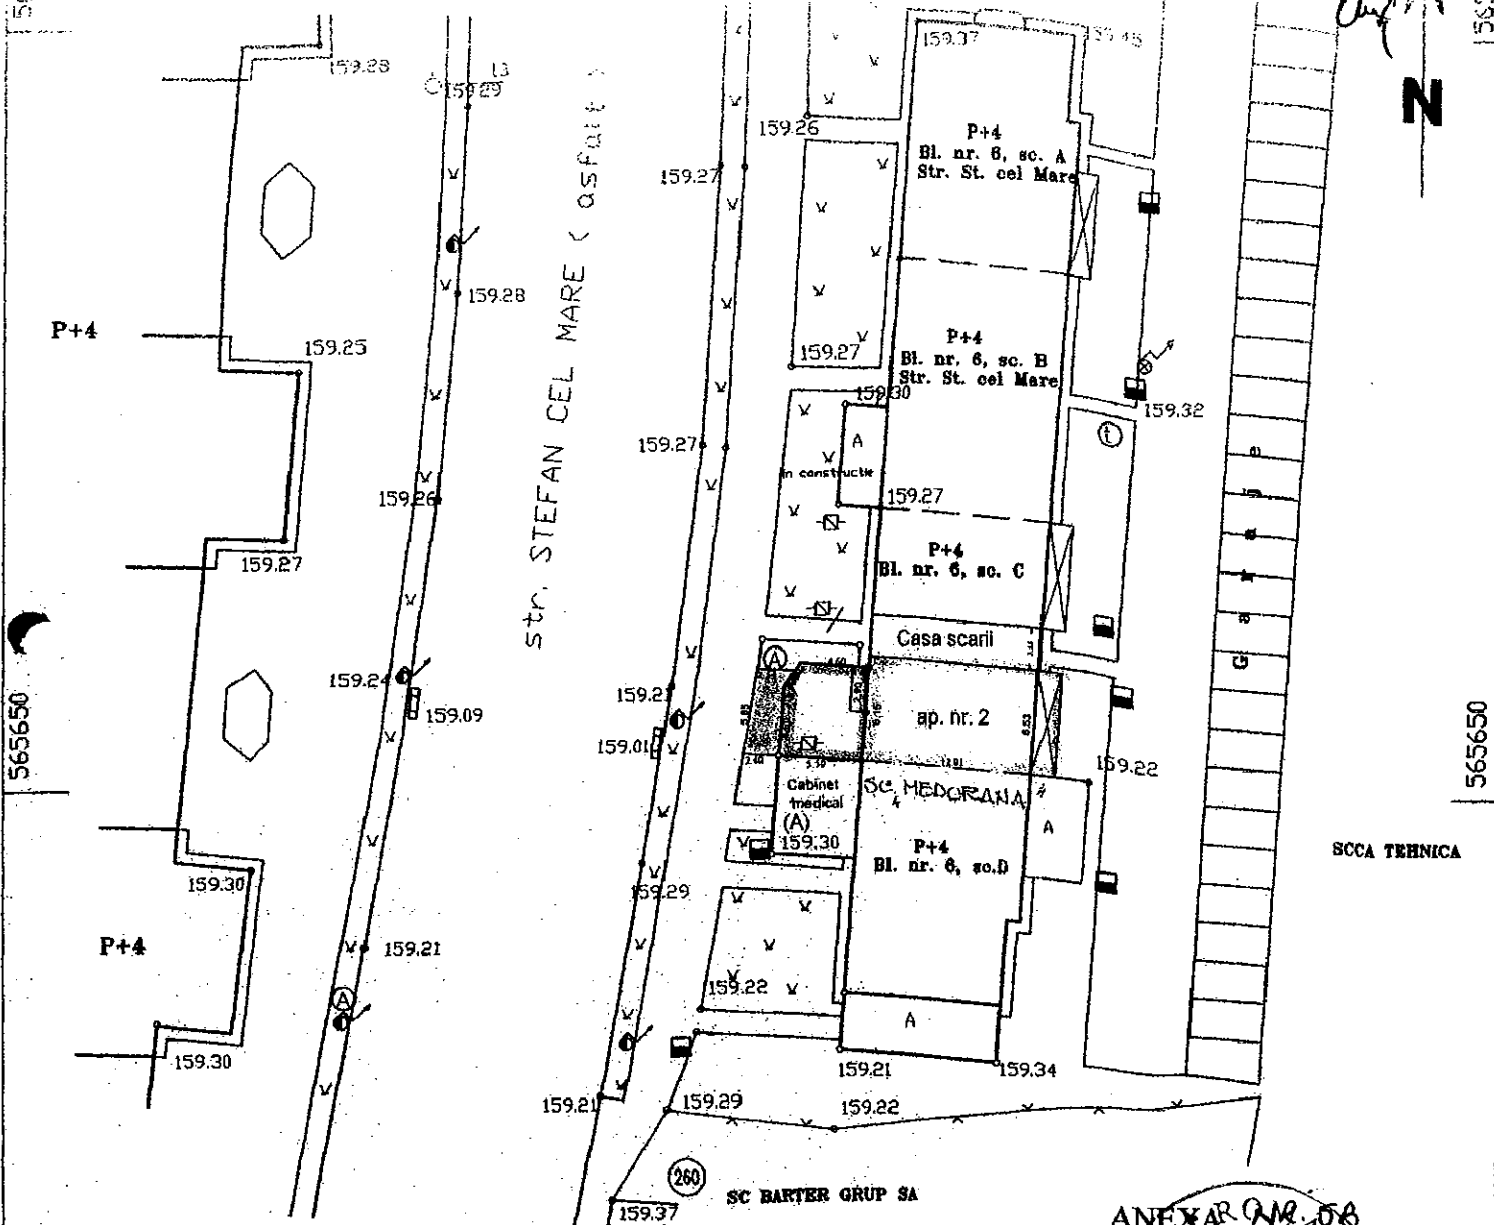 159.37
159.28
13
159.29
N
159.26
P+4
Bl. nr. 6, sc. A
Str. St. cel Mare
159.27
159.28
str. STEFAN CEL MARE ( asfalt )
P+4
159.25
159.27
P+4
Bl. nr. 6, sc. B
Str. St. cel Mare
159.30
159.32
A
t
159.27
in constructie
159.26
159.27
159.27
P+4
Bl. nr. 6, sc. C
Garaje
Casa scarii
A
159.24
159.09
ap. nr. 2
159.01
565650
565650
159.22
Cabinet
medical
(A)
159.30
SC MEDORANA
A
P+4
Bl. nr. 6, sc.D
SCCA TEHNICA
159.30
159.29
P+4
159.21
159.22
A
A
159.30
159.21
159.34
159.21
159.29
159.22
260
SC BARTER GRUP SA
159.37